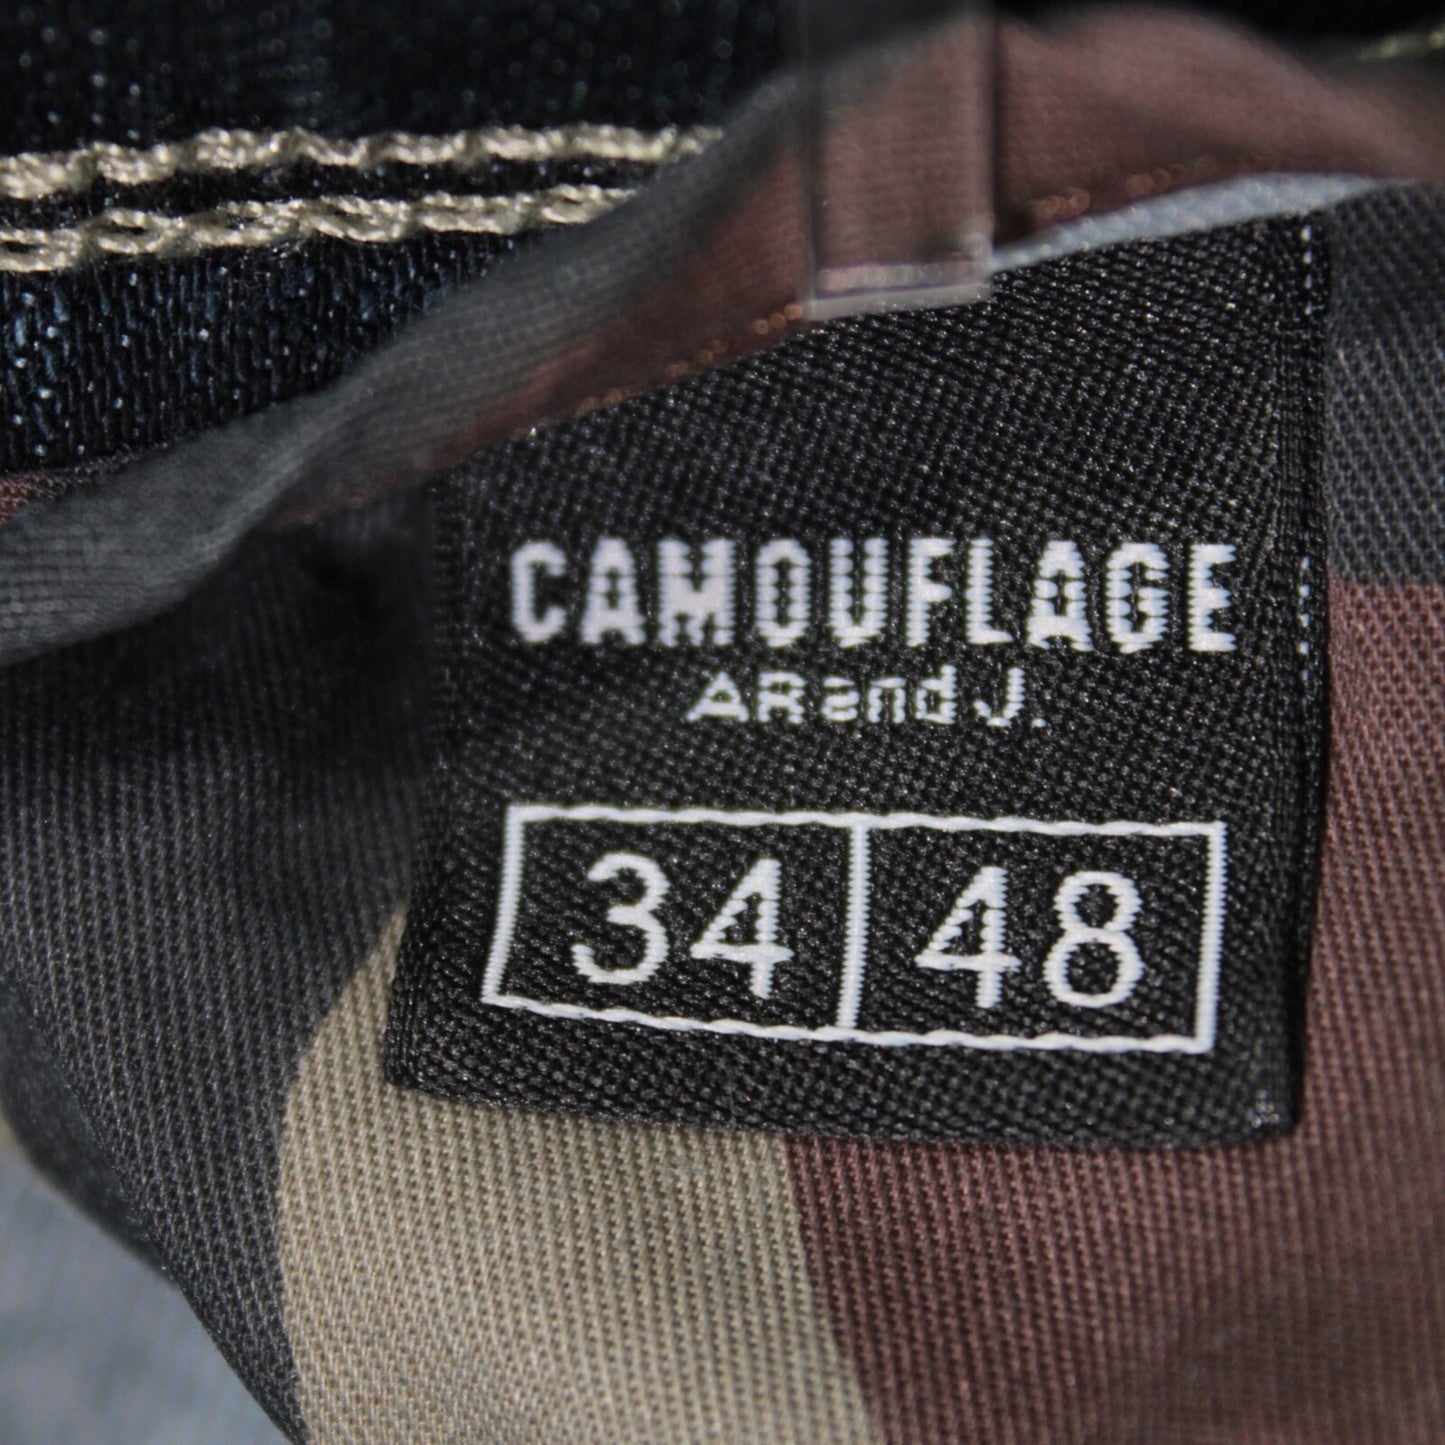 CAMOUFLAGE
AR and J.
34 48